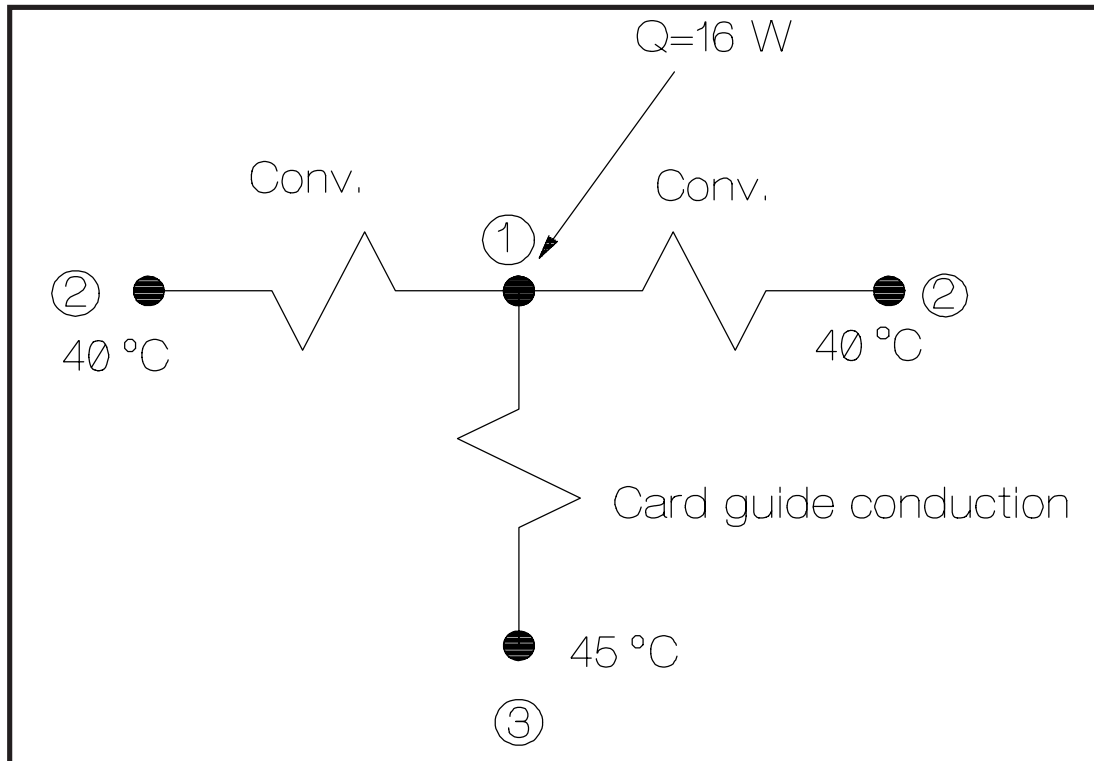 Q=16 W
Conv.
Conv.
1
2
2
40 °C
40 °C
Card guide conduction
45 °C
3